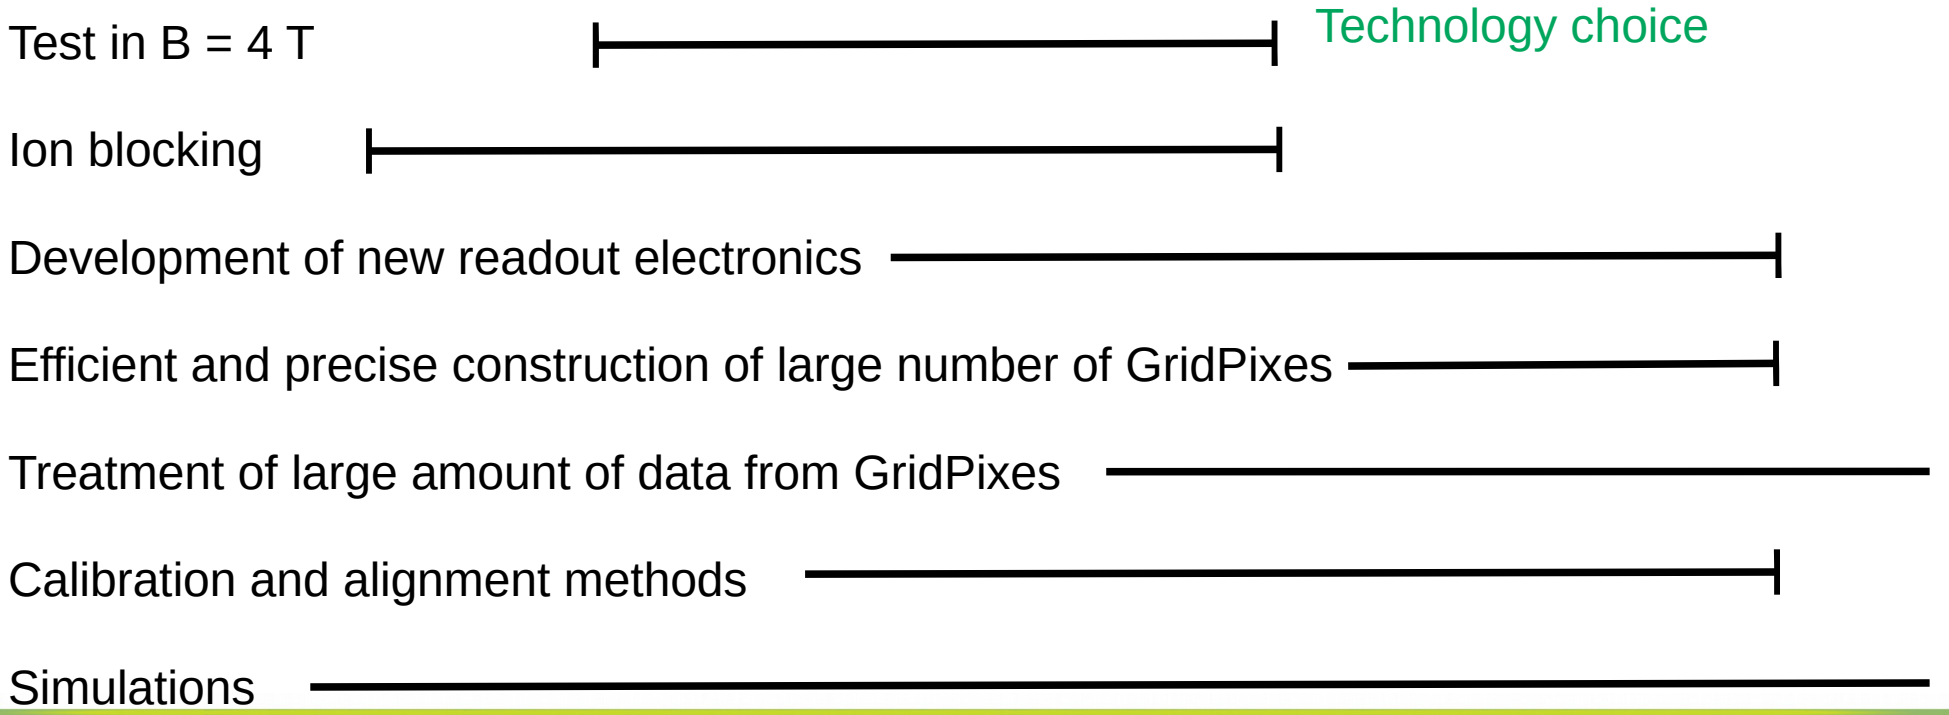 Test in B = 4 T
Technology choice
Ion blocking
Development of new readout electronics
Efficient and precise construction of large number of GridPixes
Treatment of large amount of data from GridPixes
Calibration and alignment methods
Simulations